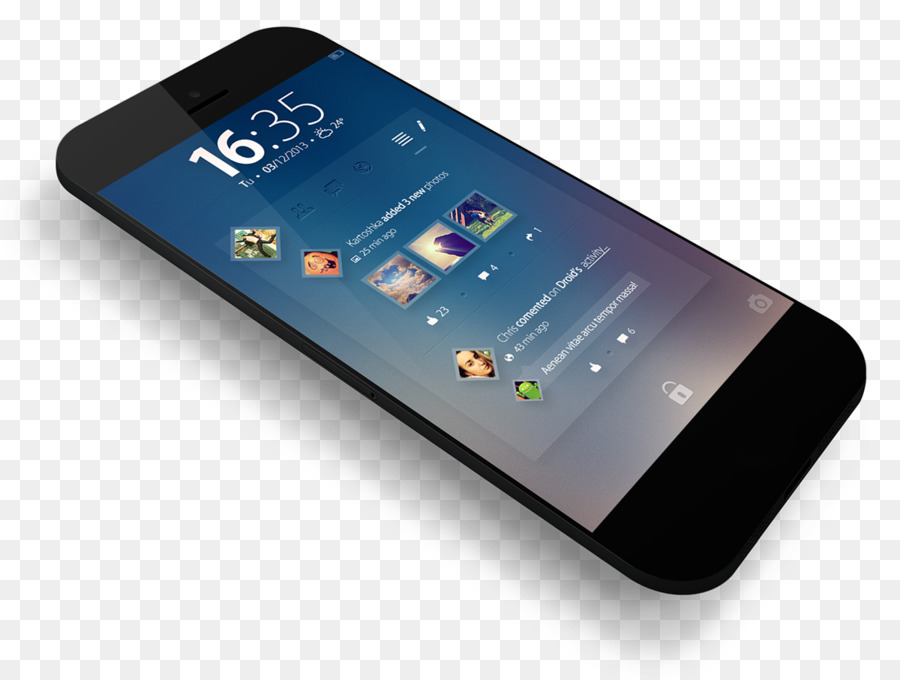 16:35
Tu • 03/12/2013 • 24°
Kartoshka added 3 new photos
25 min ago
23
4
1
Chris comented on Droid's activity...
43 min ago
Aenean vitae arcu tempor massa!
6